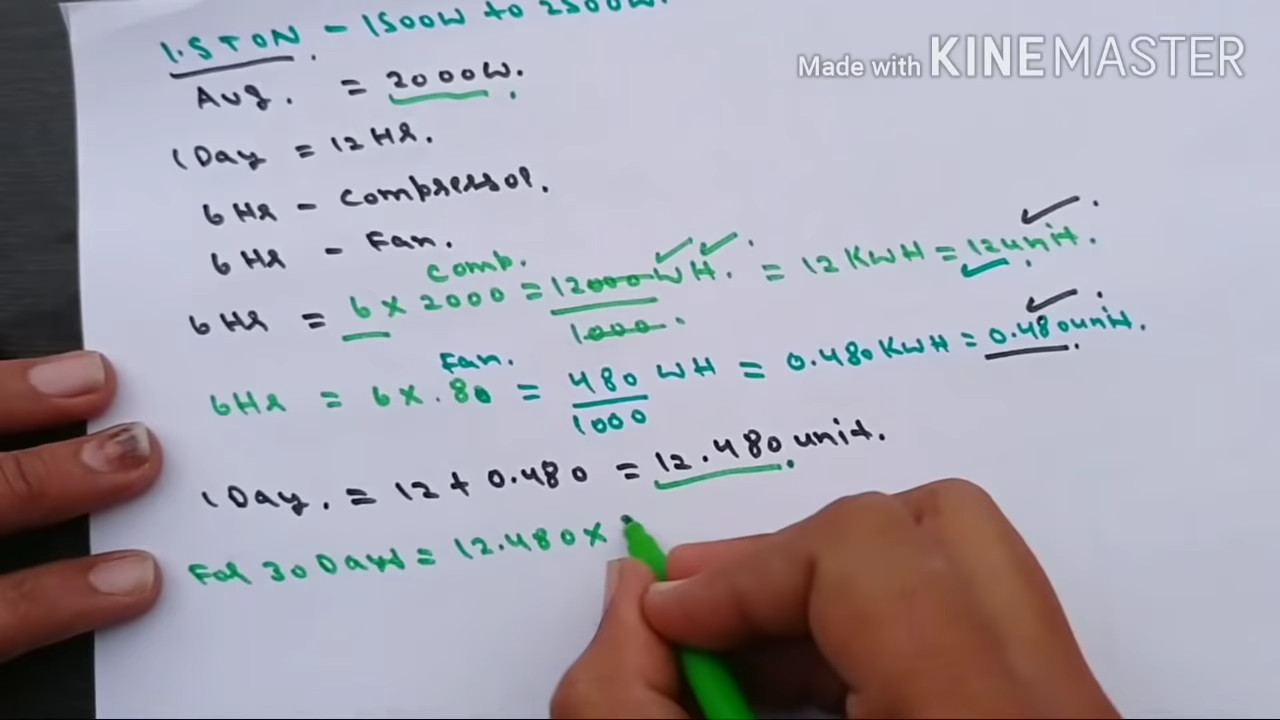 1.5 TON - 1500W to 2500W.
Made with KINEMASTER
Avg. = 2000W.
1 Day = 12 Hr.
6 Hr - Compressor.
6 Hr - Fan.
Comp.
6 Hr = 6 x 2000 = 12000 WH. = 12 KWH = 12 unit.
1000
Fan.
6 Hr = 6 x .80 = 480 WH = 0.480 KWH = 0.480 unit.
1000
1 Day. = 12 + 0.480 = 12.480 unit.
For 30 Days = 12.480 x